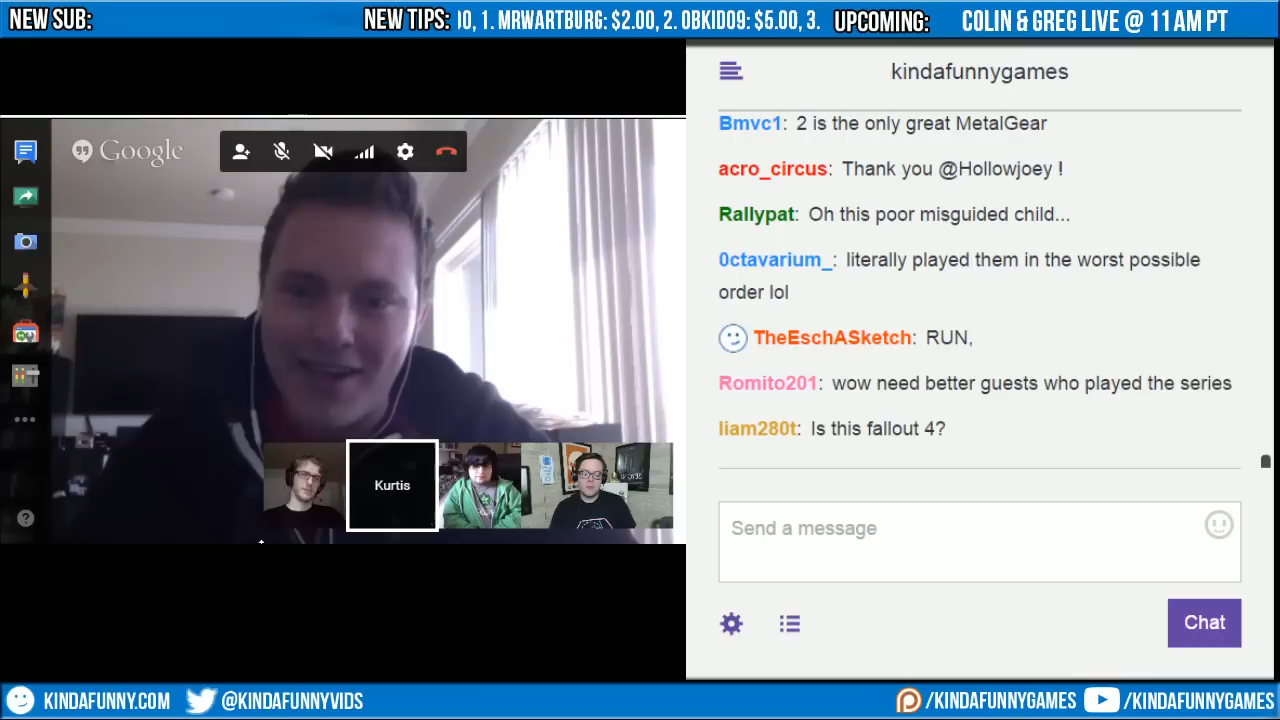 NEW SUB:
NEW TIPS:
0, 1. MRWARTBURG: $2.00, 2. OBKID09: $5.00, 3.
UPCOMING:
COLIN & GREG LIVE @ 11 AM PT
Google
Kurtis
kindafunnygames
Bmvc1: 2 is the only great MetalGear
acro_circus: Thank you @Hollowjoey !
Rallypat: Oh this poor misguided child...
0ctavarium_: literally played them in the worst possible
order lol
TheEschASketch: RUN,
Romito201: wow need better guests who played the series
liam280t: Is this fallout 4?
Send a message
Chat
KINDAFUNNY.COM
@KINDAFUNNYVIDS
/KINDAFUNNYGAMES
/KINDAFUNNYGAMES